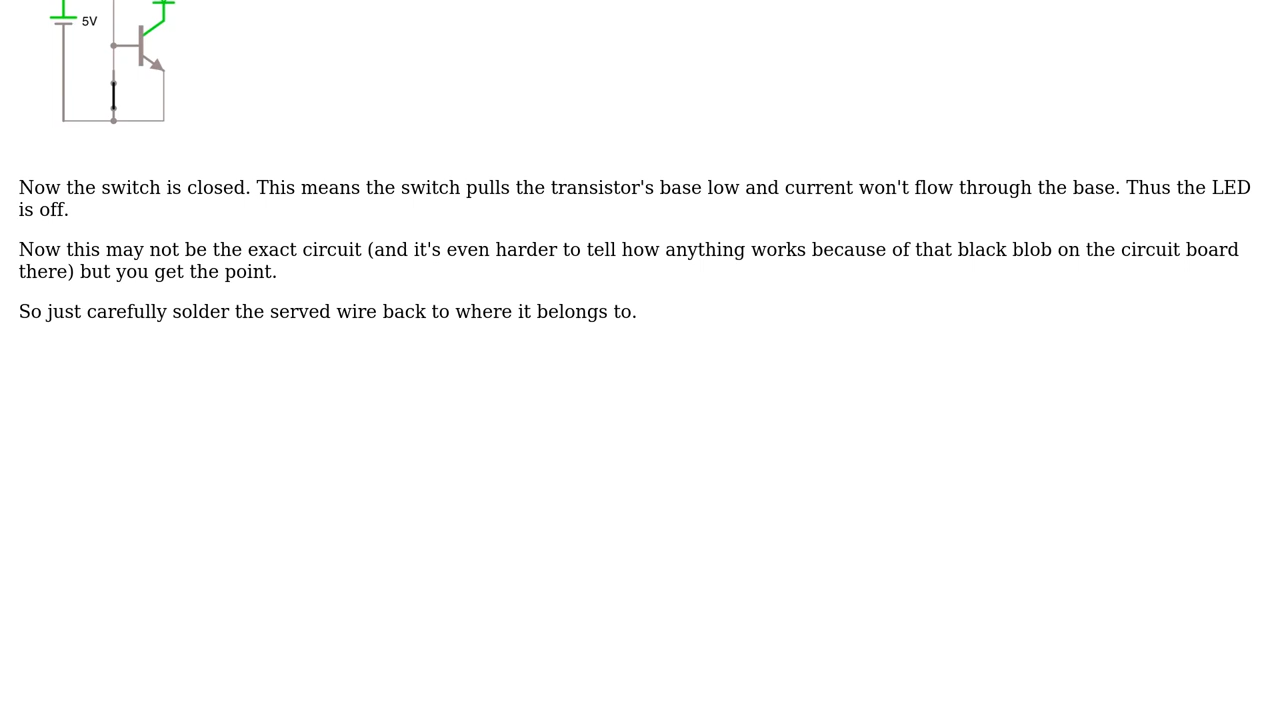 5V
Now the switch is closed. This means the switch pulls the transistor's base low and current won't flow through the base. Thus the LED
is off.
Now this may not be the exact circuit (and it's even harder to tell how anything works because of that black blob on the circuit board
there) but you get the point.
So just carefully solder the served wire back to where it belongs to.